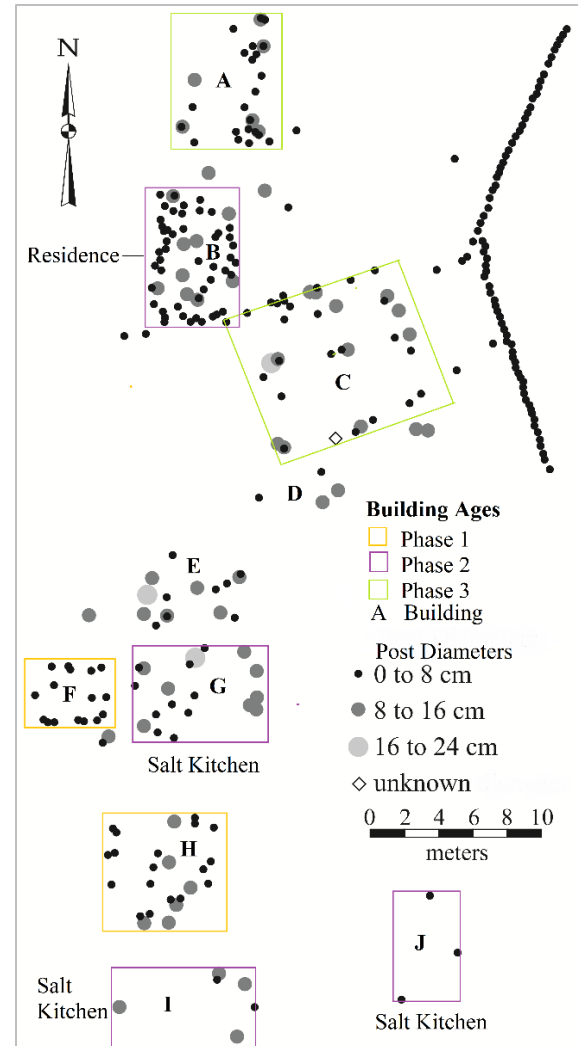 N
A
Residence
B
C
D
Building Ages
Phase 1
Phase 2
Phase 3
A Building
E
Post Diameters
0 to 8 cm
8 to 16 cm
16 to 24 cm
unknown
F
G
Salt Kitchen
0 2 4 6 8 10
meters
H
J
Salt Kitchen
Salt
Kitchen
I